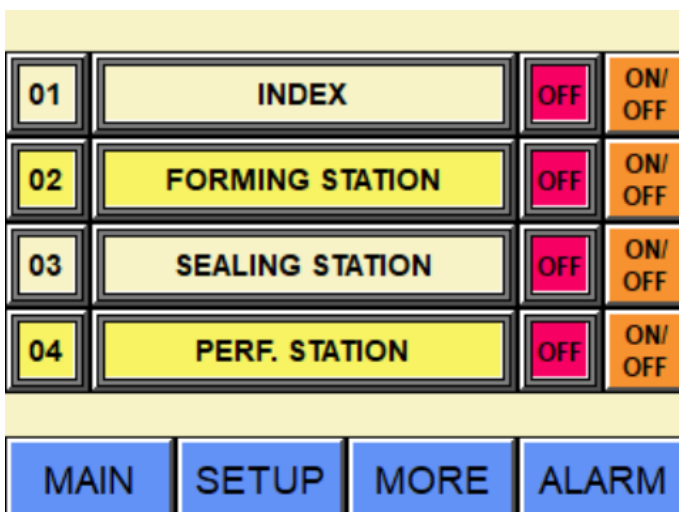 01 INDEX OFF ON/
OFF
02 FORMING STATION OFF ON/
OFF
03 SEALING STATION OFF ON/
OFF
04 PERF. STATION OFF ON/
OFF
MAIN SETUP MORE ALARM